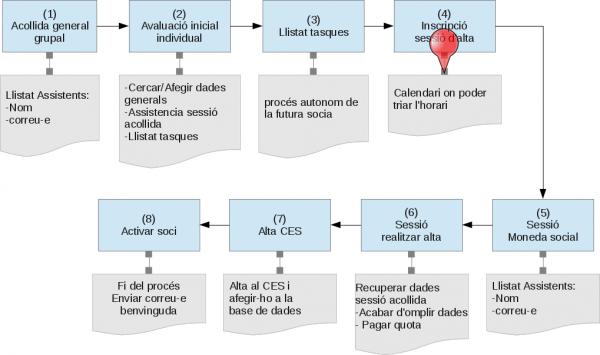 (1)
Acollida general
grupal
(2)
Avaluació inicial
individual
(3)
Llistat tasques
(4)
Inscripció
sessió d'alta
Llistat Assistents:
-Nom
-correu-e
-Cercar/Afegir dades
generals
-Assistencia sessió
acollida
-Llistat tasques
procés autonom de
la futura socia
Calendari on poder
triar l'horari
(8)
Activar soci
(7)
Alta CES
(6)
Sessió
realitzar alta
(5)
Sessió
Moneda social
Fi del procés
Enviar correu-e
benvinguda
Alta al CES i
afegir-ho a la
base de dades
Recuperar dades
sessió acollida
-Acabar d'omplir dades
- Pagar quota
Llistat Assistents:
-Nom
-correu-e